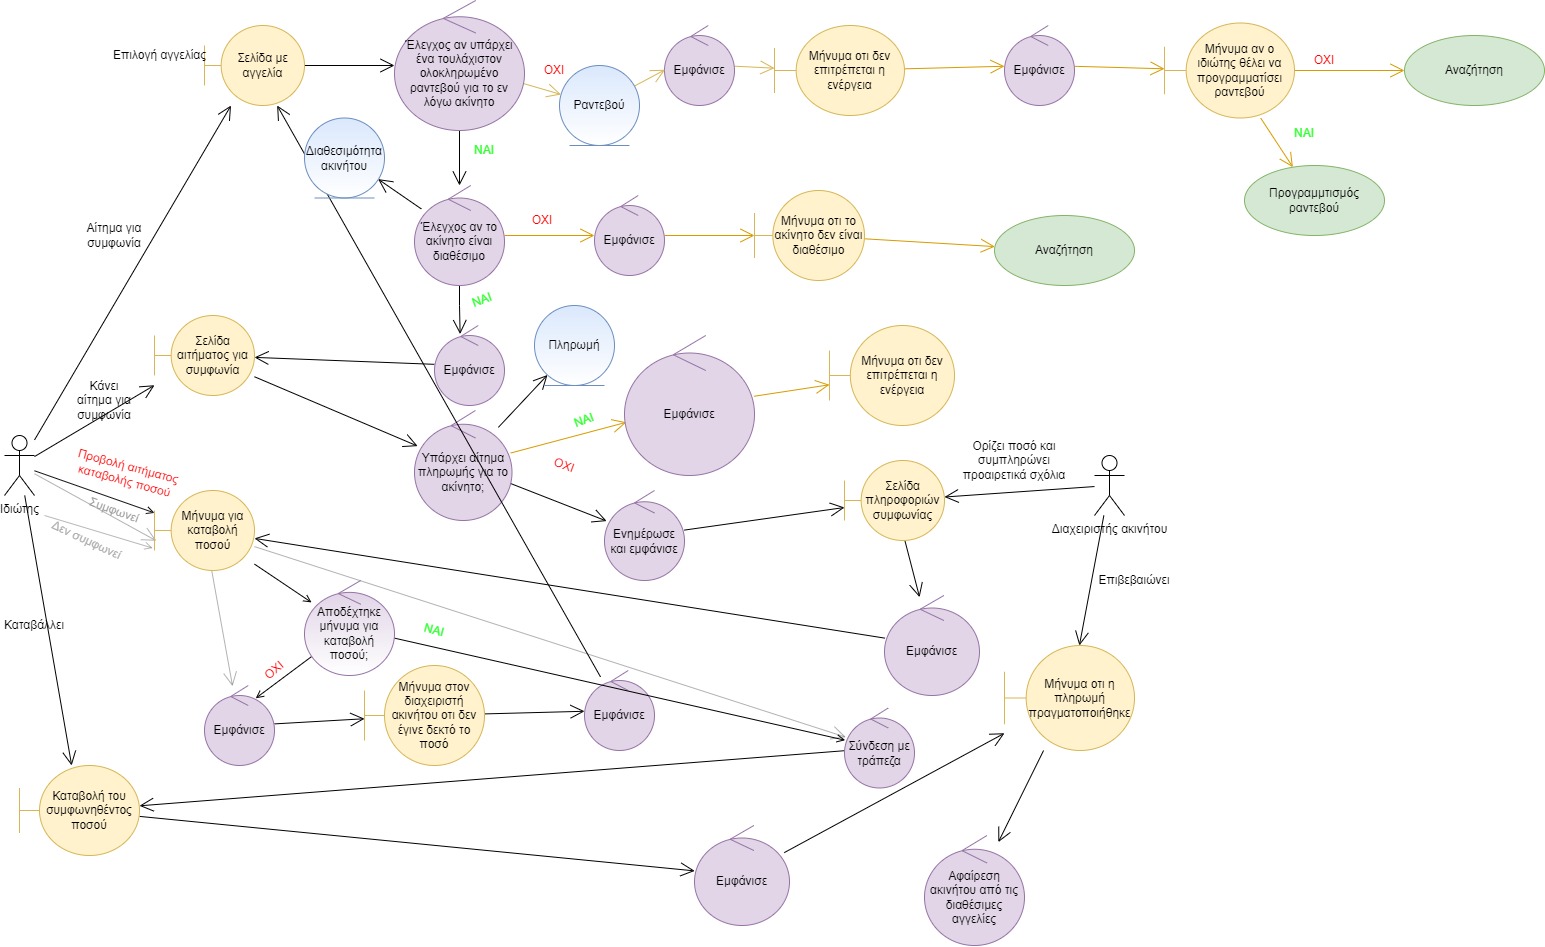 Επιλογή αγγελίας
Σελίδα με
αγγελία
Έλεγχος αν υπάρχει
ένα τουλάχιστον
ολοκληρωμένο
ραντεβού για το εν
λόγω ακίνητο
ΟΧΙ
Ραντεβού
Εμφάνισε
Μήνυμα οτι δεν
επιτρέπεται η
ενέργεια
Εμφάνισε
Μήνυμα αν ο
ιδιώτης θέλει να
προγραμματίσει
ραντεβού
ΟΧΙ
Αναζήτηση
ΝΑΙ
Προγραμμτισμός
ραντεβού
ΝΑΙ
Διαθεσιμότητα
ακινήτου
Αίτημα για
συμφωνία
Έλεγχος αν το
ακίνητο είναι
διαθέσιμο
ΟΧΙ
Εμφάνισε
Μήνυμα οτι το
ακίνητο δεν είναι
διαθέσιμο
Αναζήτηση
ΝΑΙ
Σελίδα
αιτήματος για
συμφωνία
Εμφάνισε
Πληρωμή
Εμφάνισε
Μήνυμα οτι δεν
επιτρέπεται η
ενέργεια
Κάνει
αίτημα για
συμφωνία
ΝΑΙ
Υπάρχει αίτημα
πληρωμής για το
ακίνητο;
ΟΧΙ
Ορίζει ποσό και
συμπληρώνει
προαιρετικά σχόλια
Προβολή αιτήματος
καταβολής ποσού
Σελίδα
πληροφοριών
συμφωνίας
Ιδιώτης
Συμφωνεί
Δεν συμφωνεί
Μήνυμα για
καταβολή
ποσού
Ενημέρωσε
και εμφάνισε
Διαχειριστής ακινήτου
Επιβεβαιώνει
Καταβάλλει
Αποδέχτηκε
μήνυμα για
καταβολή
ποσού;
ΝΑΙ
Εμφάνισε
ΟΧΙ
Μήνυμα στον
διαχειριστή
ακινήτου οτι δεν
έγινε δεκτό το
ποσό
Εμφάνισε
Εμφάνισε
Μήνυμα οτι η
πληρωμή
πραγματοποιήθηκε
Σύνδεση με
τράπεζα
Καταβολή του
συμφωνηθέντος
ποσού
Εμφάνισε
Αφαίρεση
ακινήτου από τις
διαθέσιμες
αγγελίες